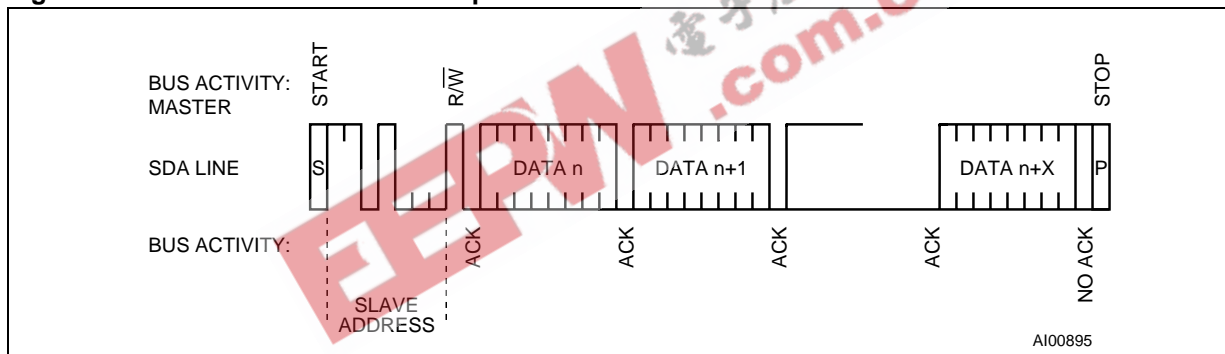 BUS ACTIVITY:
MASTER
START
R/W
STOP
SDA LINE
S
DATA n
DATA n+1
DATA n+X
P
BUS ACTIVITY:
ACK
ACK
ACK
ACK
NO ACK
SLAVE
ADDRESS
AI00895
EEPW
.com.c